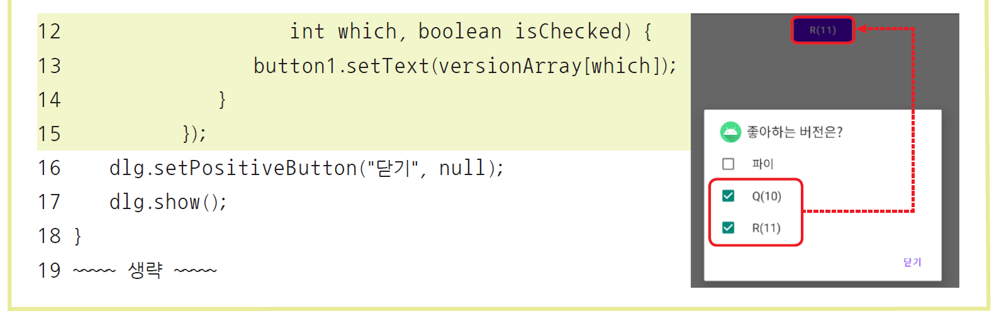 12 int which, boolean isChecked) {
13 button1.setText(versionArray[which]);
14 }
15 });
16 dlg.setPositiveButton("닫기", null);
17 dlg.show();
18 }
19 ~~~~~ 생략 ~~~~~
R(11)
좋아하는 버전은?
파이
Q(10)
R(11)
닫기